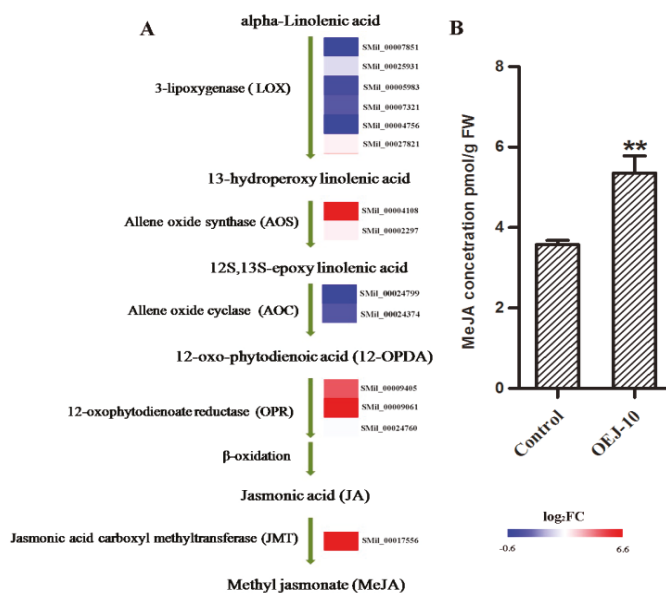 A
alpha-Linolenic acid
3-lipoxygenase ( LOX)
SMil_00007851
SMil_00025931
SMil_00005983
SMil_00007321
SMil_00004756
SMil_00027821
13-hydroperoxy linolenic acid
Allene oxide synthase (AOS)
SMil_00004108
SMil_00002297
12S,13S-epoxy linolenic acid
Allene oxide cyclase (AOC)
SMil_00024799
SMil_00024374
12-oxo-phytodienoic acid (12-OPDA)
12-oxophytodienoate reductase (OPR)
SMil_00009405
SMil_00009061
SMil_00024760
β-oxidation
Jasmonic acid (JA)
Jasmonic acid carboxyl methyltransferase (JMT)
SMil_00017556
Methyl jasmonate (MeJA)
B
MeJA concetration pmol/g FW
8
6
4
2
0
**
Control
OEJ-10
log₂FC
-0.6
6.6